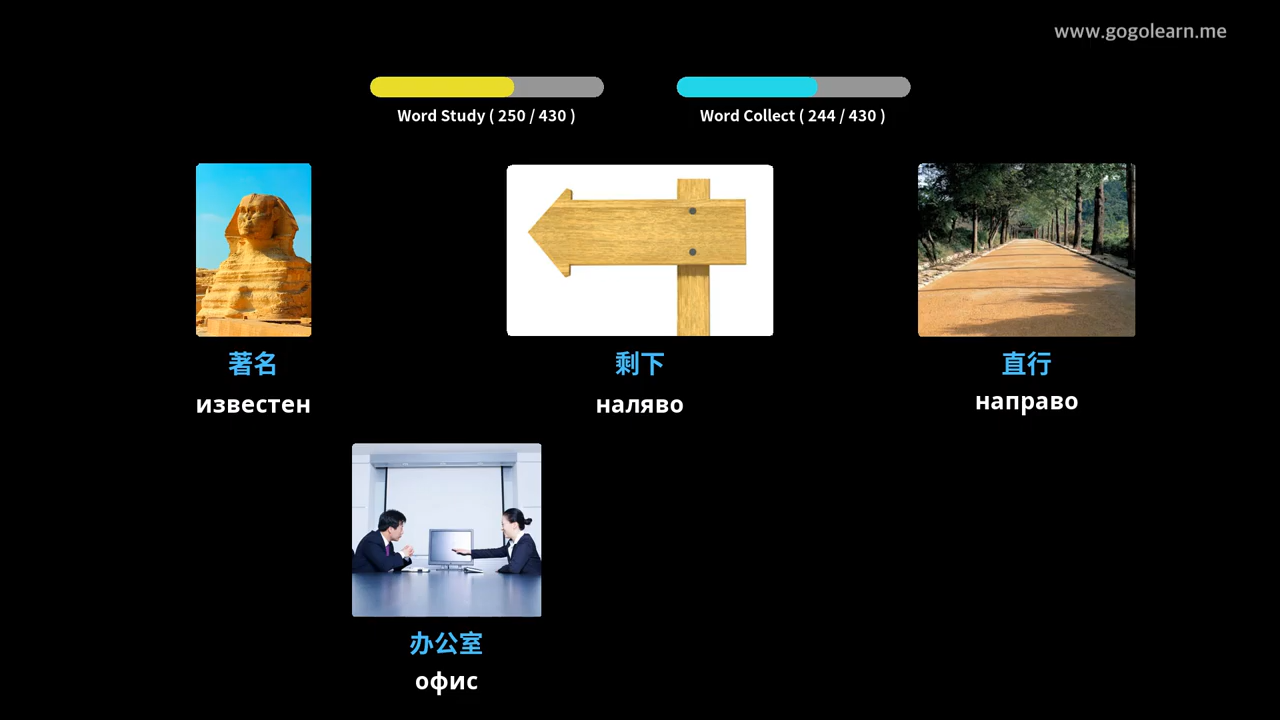 www.gogolearn.me
Word Study ( 250 / 430 )
Word Collect ( 244 / 430 )
著名
известен
剩下
наляво
直行
направо
办公室
офис